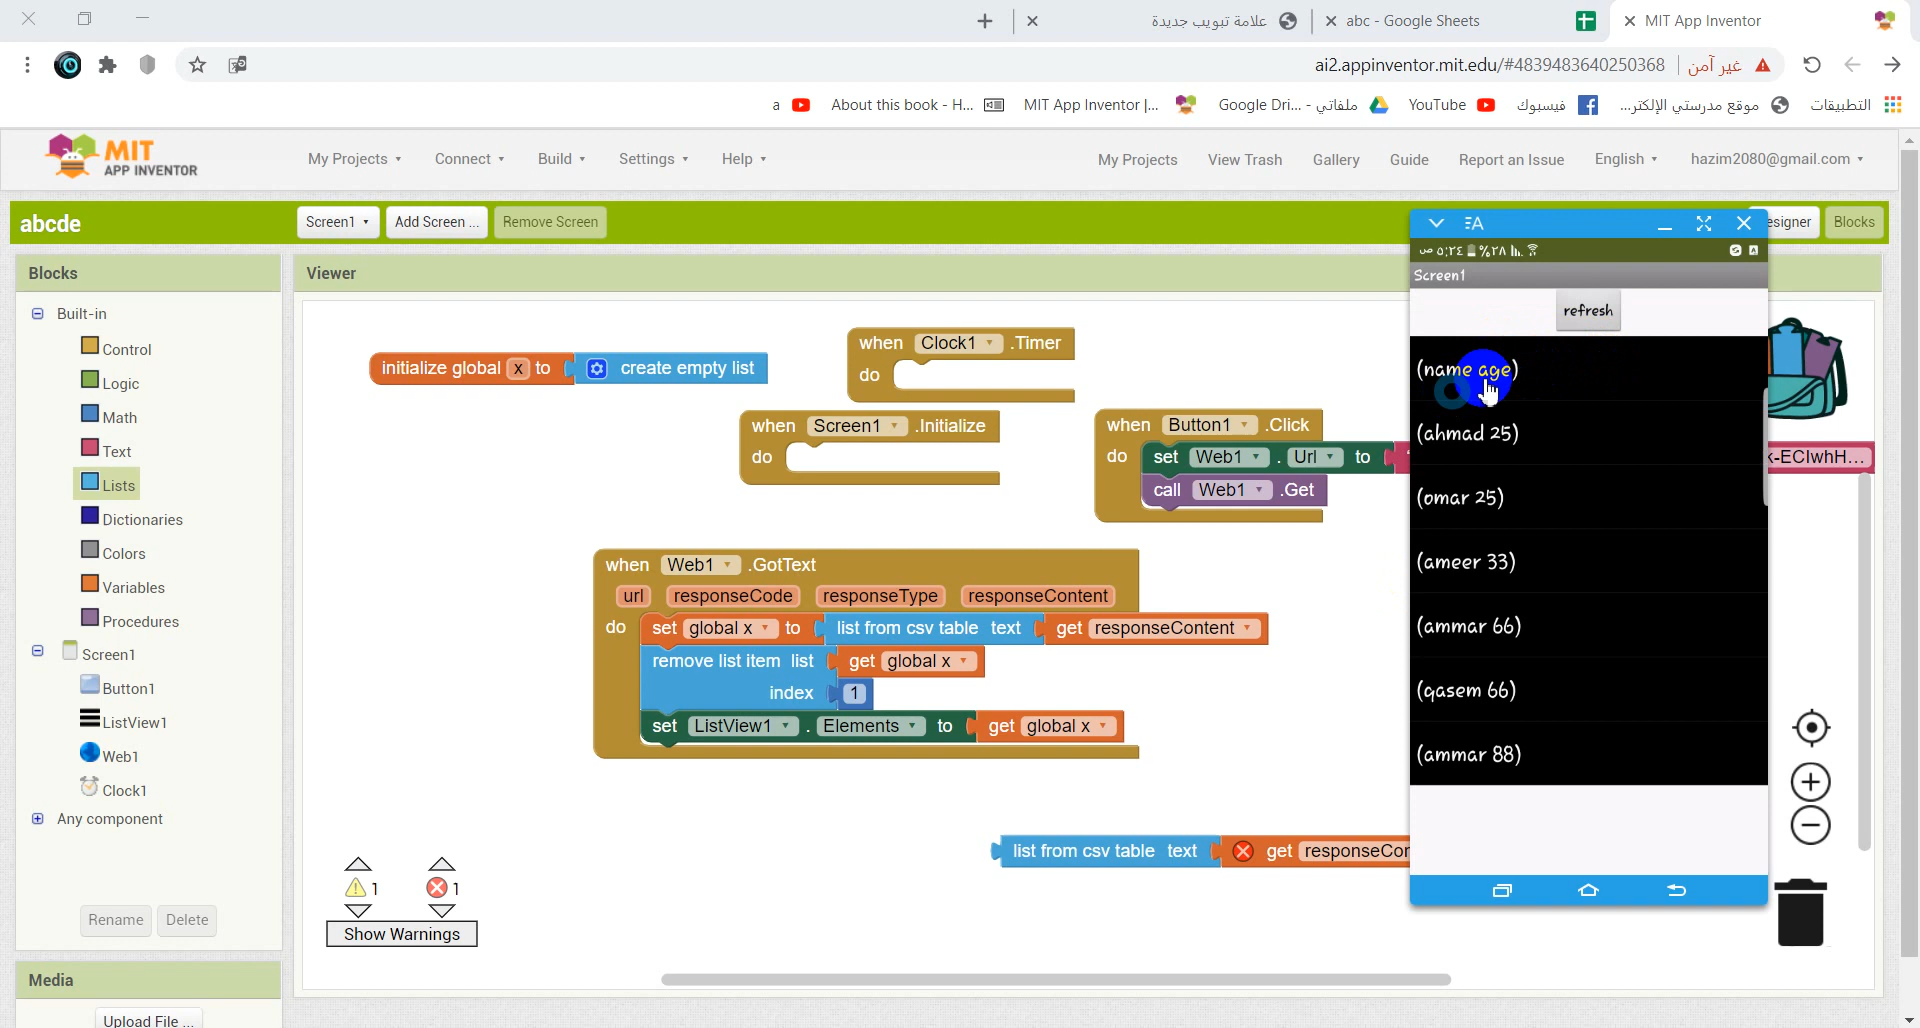 علامة تبويب جديدة
abc - Google Sheets
MIT App Inventor
ai2.appinventor.mit.edu/#4839483640250368
غير آمن
a
About this book - H...
MIT App Inventor |...
Google Dri... - ملفاتي
YouTube
فيسبوك
موقع مدرستي الإلكتر...
التطبيقات
MIT
APP INVENTOR
My Projects
Connect
Build
Settings
Help
My Projects
View Trash
Gallery
Guide
Report an Issue
English
hazim2080@gmail.com
abcde
Screen1
Add Screen ...
Remove Screen
esigner
Blocks
Blocks
Built-in
Control
Logic
Math
Text
Lists
Dictionaries
Colors
Variables
Procedures
Screen1
Button1
ListView1
Web1
Clock1
Any component
Rename
Delete
Media
Upload File ...
Viewer
initialize global x to create empty list
when Clock1 .Timer
do
when Screen1 .Initialize
do
when Button1 .Click
do set Web1 . Url to
call Web1 .Get
k-ECIwhH...
when Web1 .GotText
url responseCode responseType responseContent
do set global x to list from csv table text get responseContent
remove list item list get global x
index 1
set ListView1 . Elements to get global x
list from csv table text get responseCor
1
1
Show Warnings
٥:٢٤ ص
%٢٨
A
Screen1
refresh
(name age)
(ahmad 25)
(omar 25)
(ameer 33)
(ammar 66)
(qasem 66)
(ammar 88)